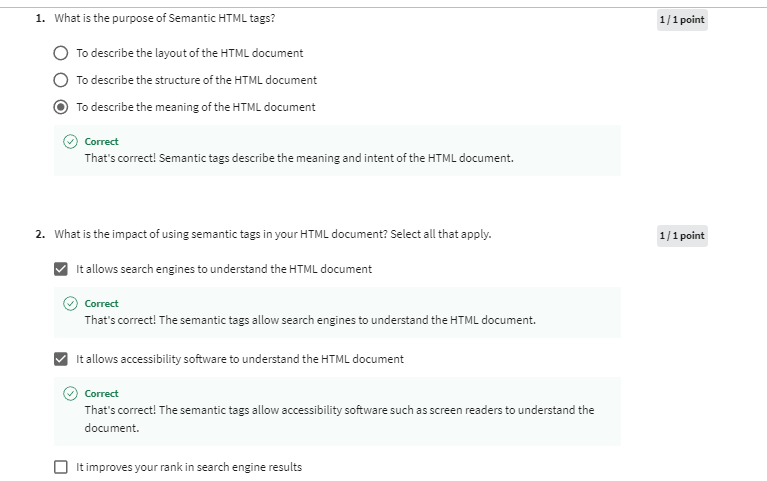 1. What is the purpose of Semantic HTML tags?
1 / 1 point
To describe the layout of the HTML document
To describe the structure of the HTML document
To describe the meaning of the HTML document
Correct
That's correct! Semantic tags describe the meaning and intent of the HTML document.
2. What is the impact of using semantic tags in your HTML document? Select all that apply.
1 / 1 point
It allows search engines to understand the HTML document
Correct
That's correct! The semantic tags allow search engines to understand the HTML document.
It allows accessibility software to understand the HTML document
Correct
That's correct! The semantic tags allow accessibility software such as screen readers to understand the
document.
It improves your rank in search engine results